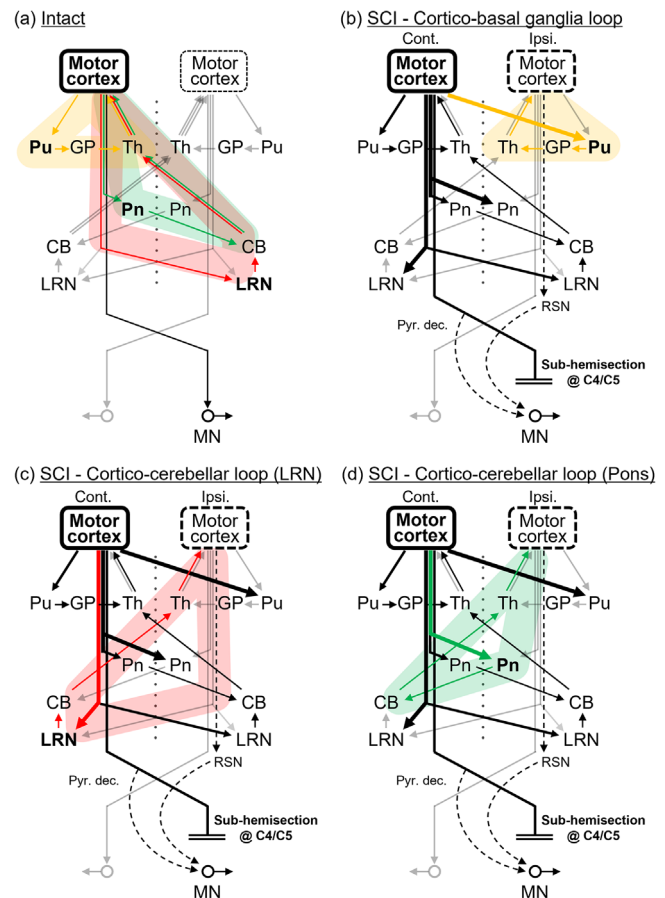 (a) Intact
Motor
cortex
Motor
cortex
Pu GP Th Th GP Pu
Pn Pn
CB CB
LRN LRN
MN
(b) SCI - Cortico-basal ganglia loop
Cont. Ipsi.
Motor
cortex
Motor
cortex
Pu GP Th Th GP Pu
Pn Pn
CB CB
LRN LRN
RSN
Pyr. dec.
Sub-hemisection
@ C4/C5
MN
(c) SCI - Cortico-cerebellar loop (LRN)
Cont. Ipsi.
Motor
cortex
Motor
cortex
Pu GP Th Th GP Pu
Pn Pn
CB CB
LRN LRN
RSN
Pyr. dec.
Sub-hemisection
@ C4/C5
MN
(d) SCI - Cortico-cerebellar loop (Pons)
Cont. Ipsi.
Motor
cortex
Motor
cortex
Pu GP Th Th GP Pu
Pn Pn
CB CB
LRN LRN
RSN
Pyr. dec.
Sub-hemisection
@ C4/C5
MN